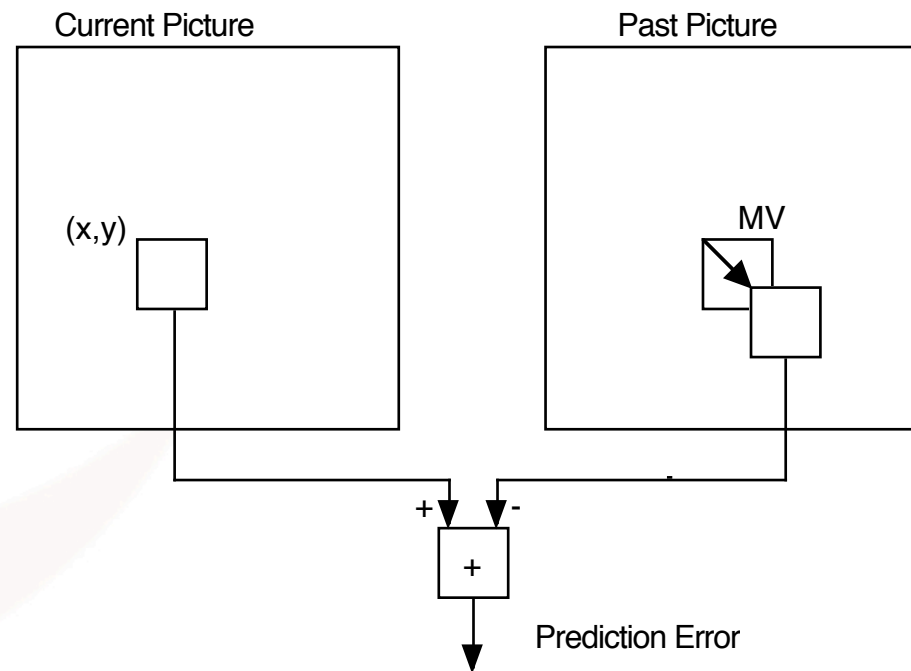 Current Picture
Past Picture
(x,y)
MV
+
-
+
Prediction Error